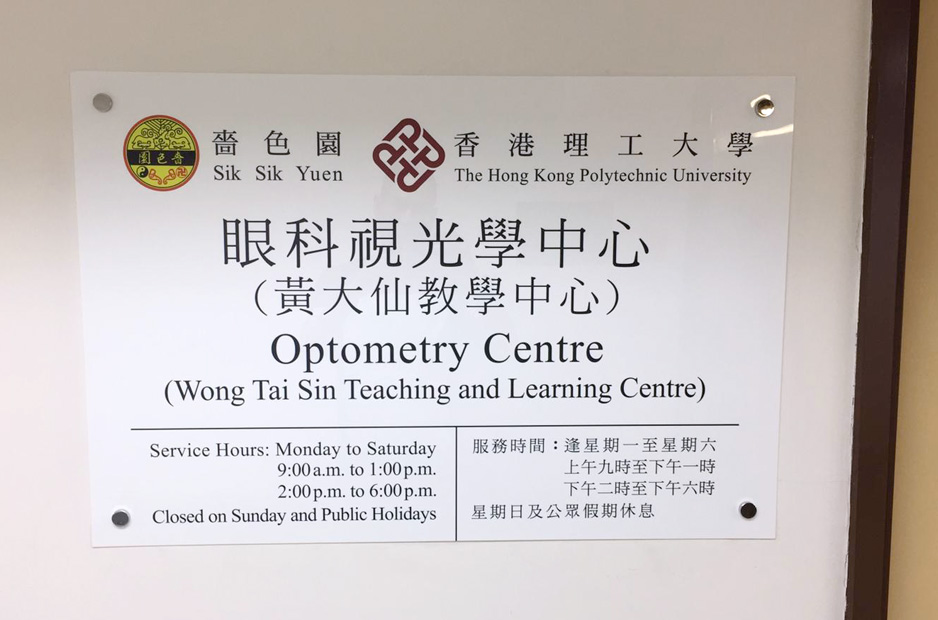 嗇色園
Sik Sik Yuen
嗇色園
香港理工大學
The Hong Kong Polytechnic University
眼科視光學中心
(黃大仙教學中心)
Optometry Centre
(Wong Tai Sin Teaching and Learning Centre)
Service Hours: Monday to Saturday
9:00 a.m. to 1:00 p.m.
2:00 p.m. to 6:00 p.m.
Closed on Sunday and Public Holidays
服務時間：逢星期一至星期六
上午九時至下午一時
下午二時至下午六時
星期日及公眾假期休息